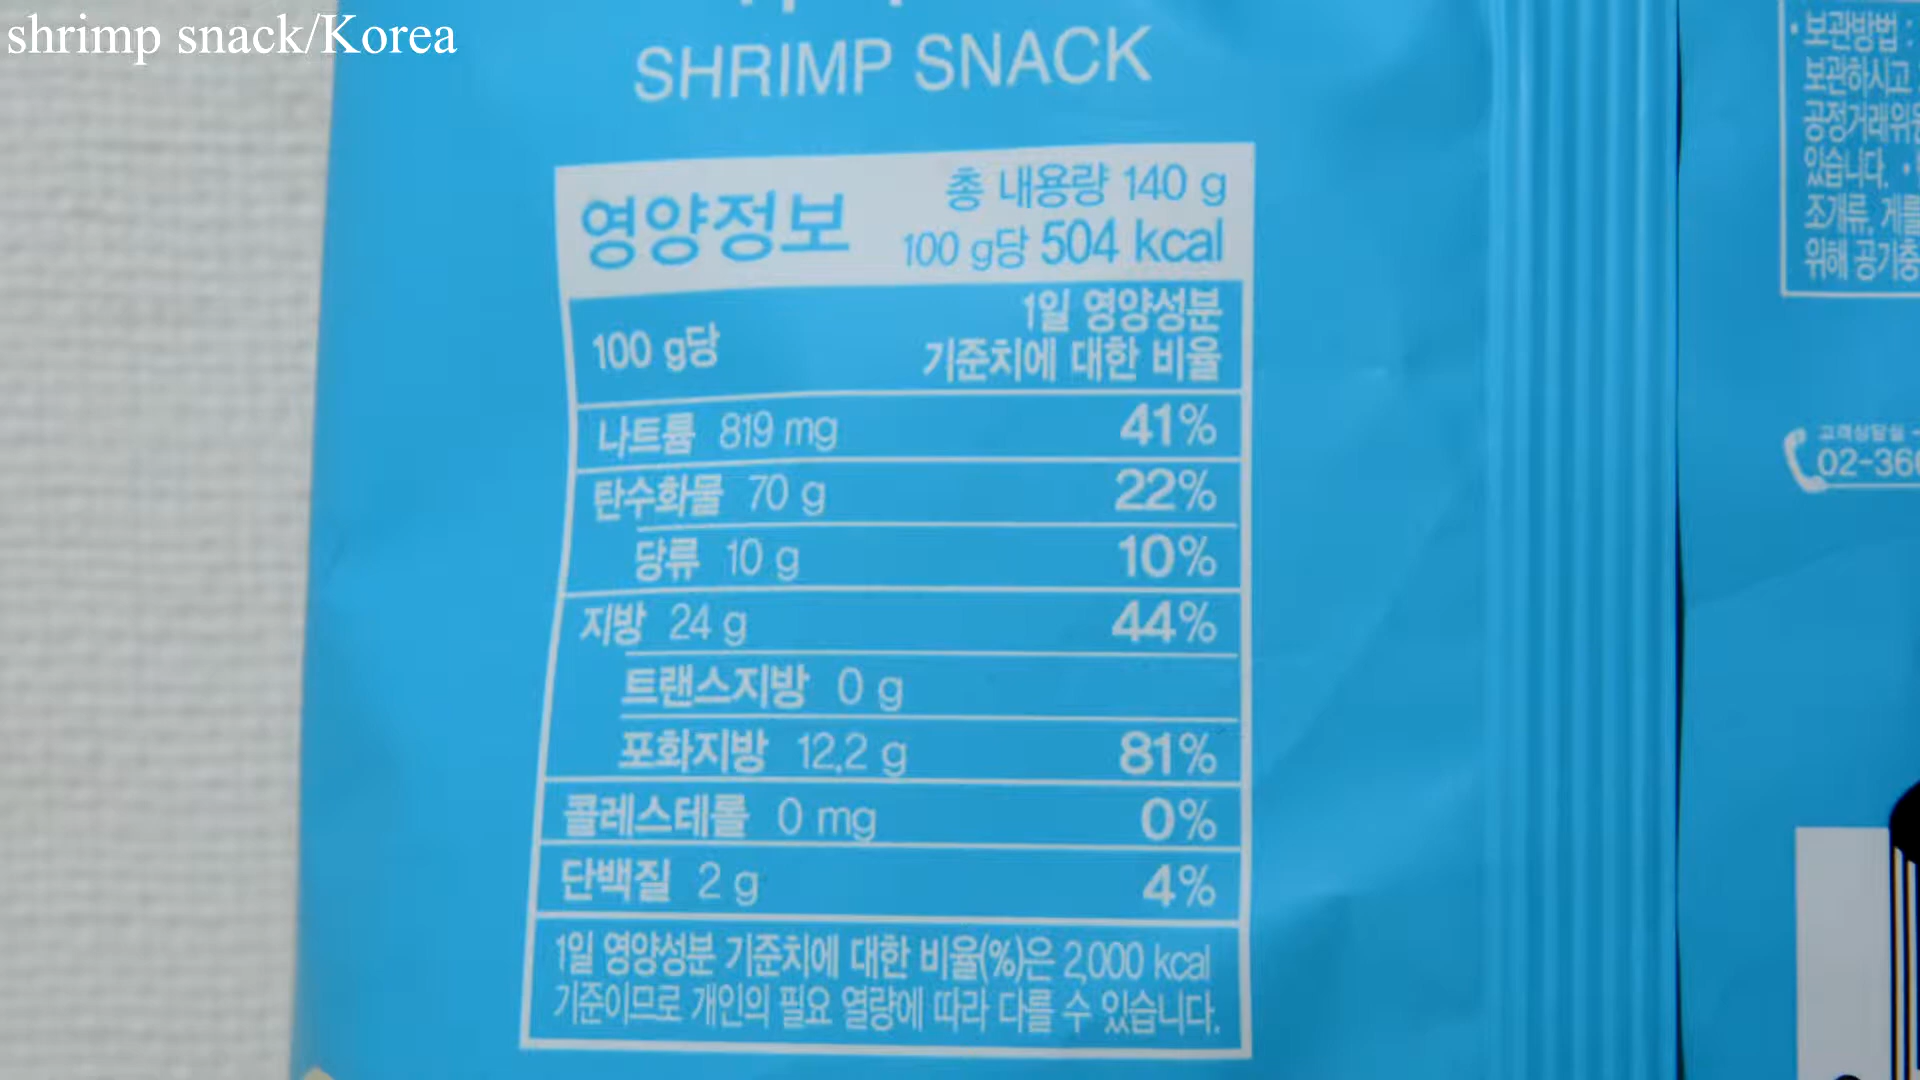 shrimp snack/Korea
SHRIMP SNACK
영양정보
총 내용량 140 g
100 g당 504 kcal
100 g당
1일 영양성분
기준치에 대한 비율
나트륨 819 mg 41%
탄수화물 70 g 22%
당류 10 g 10%
지방 24 g 44%
트랜스지방 0 g
포화지방 12.2 g 81%
콜레스테롤 0 mg 0%
단백질 2 g 4%
1일 영양성분 기준치에 대한 비율(%)은 2,000 kcal
기준이므로 개인의 필요 열량에 따라 다를 수 있습니다.
• 보관방법 :
보관하시고
공정거래위원
있습니다. •
조개류, 게를
위해 공기충
고객상담실
02-36